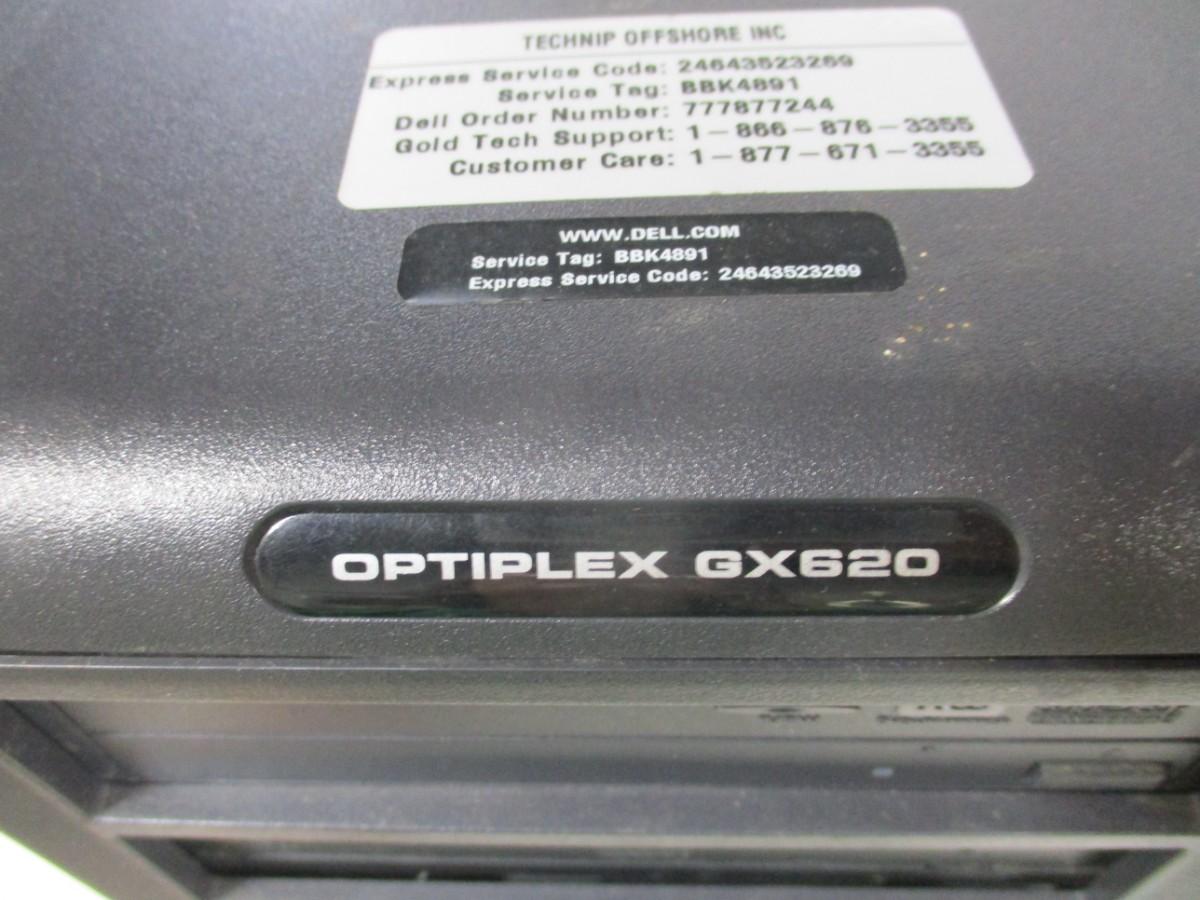 TECHNIP OFFSHORE INC
Express Service Code: 24643523269
Service Tag: BBK4891
Dell Order Number: 777877244
Gold Tech Support: 1-866-876-3355
Customer Care: 1-877-671-3355
WWW.DELL.COM
Service Tag: BBK4891
Express Service Code: 24643523269
OPTIPLEX GX620